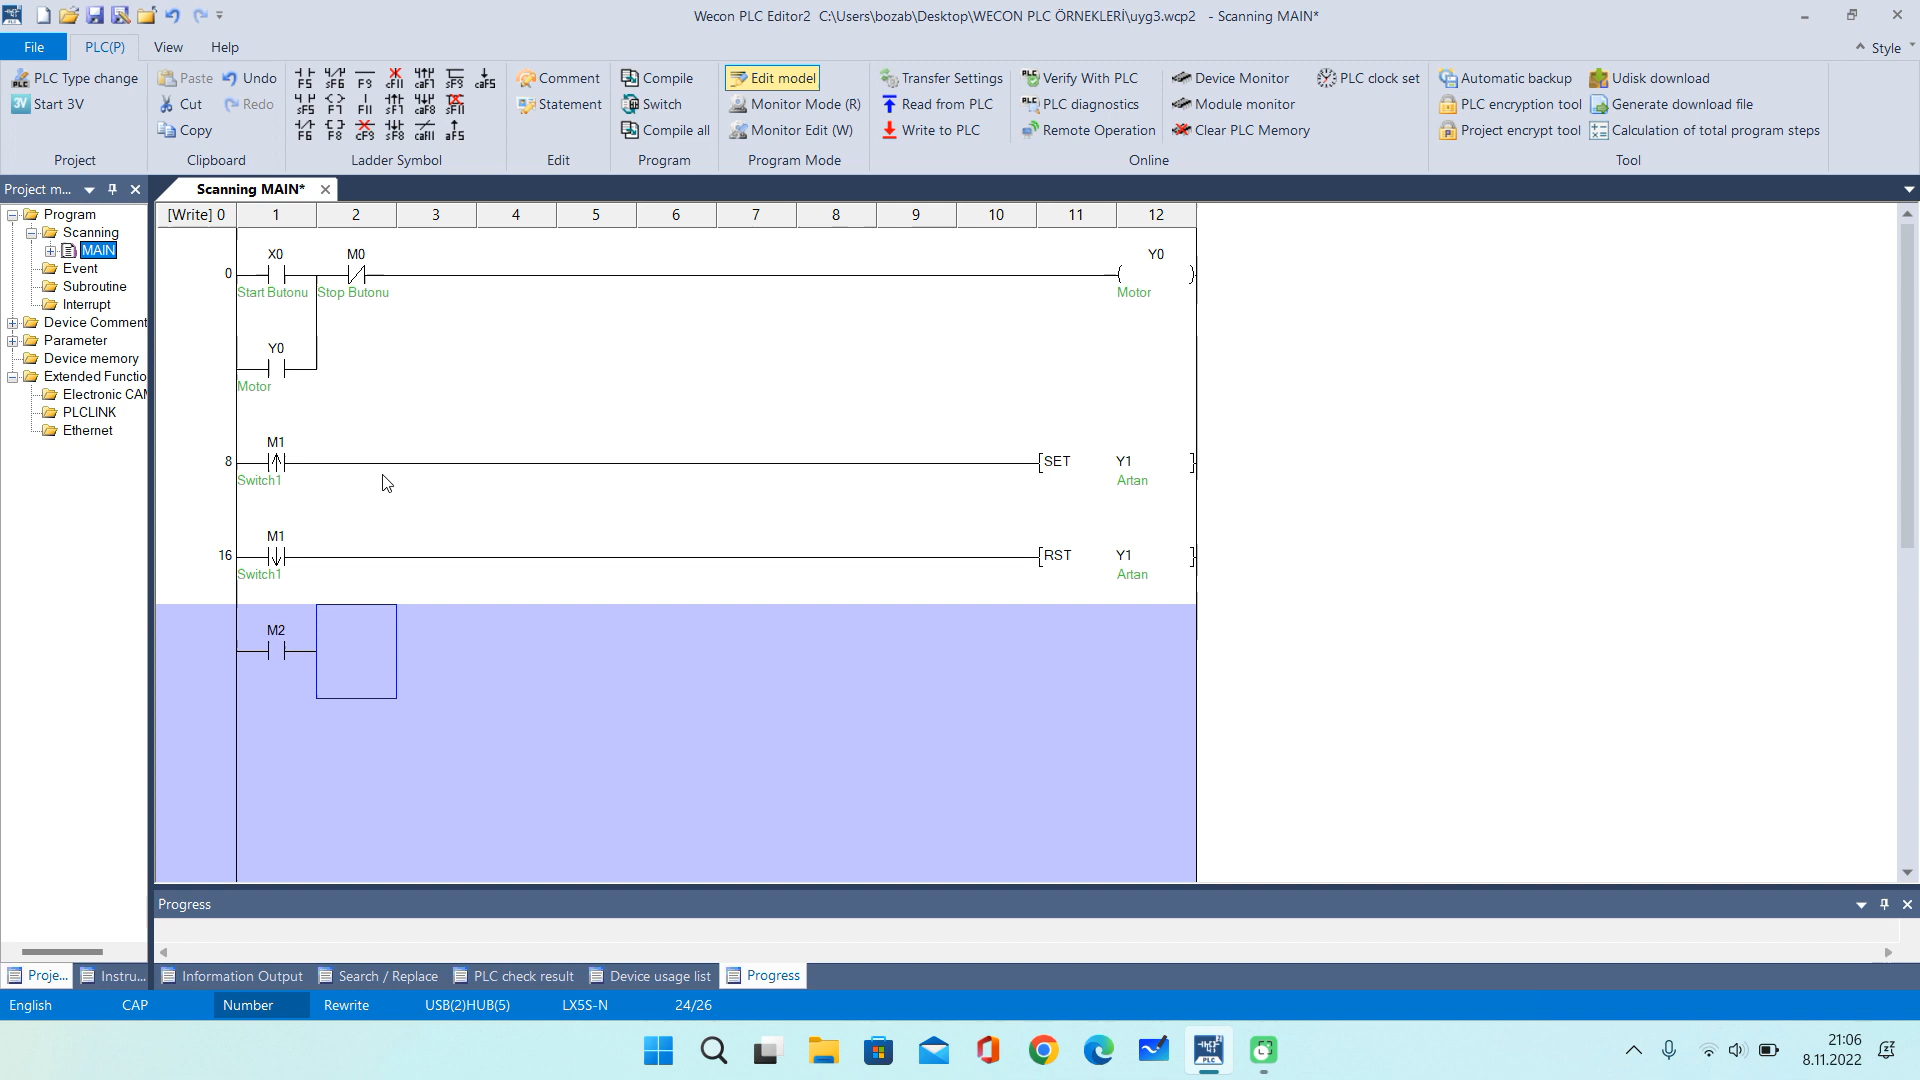 Wecon PLC Editor2 C:\Users\bozab\Desktop\WECON PLC ÖRNEKLERİ\uyg3.wcp2 - Scanning MAIN*
File PLC(P) View Help Style
PLC Type change Paste Undo Comment Compile Edit model Transfer Settings Verify With PLC Device Monitor PLC clock set Automatic backup Udisk download
Start 3V Cut Redo Statement Switch Monitor Mode (R) Read from PLC PLC diagnostics Module monitor PLC encryption tool Generate download file
Copy Compile all Monitor Edit (W) Write to PLC Remote Operation Clear PLC Memory Project encrypt tool Calculation of total program steps
Project Clipboard Ladder Symbol Edit Program Program Mode Online Tool
Project m... Scanning MAIN*
[Write] 0 1 2 3 4 5 6 7 8 9 10 11 12
Program
Scanning
MAIN
Event
Subroutine
Interrupt
Device Comment
Parameter
Device memory
Extended Functio
Electronic CA
PLCLINK
Ethernet
X0 M0 Y0
0
Start Butonu Stop Butonu Motor
Y0
Motor
M1
8 SET Y1
Switch1 Artan
M1
16 RST Y1
Switch1 Artan
M2
Progress
Proje... Instru... Information Output Search / Replace PLC check result Device usage list Progress
English CAP Number Rewrite USB(2)HUB(5) LX5S-N 24/26
21:06
8.11.2022